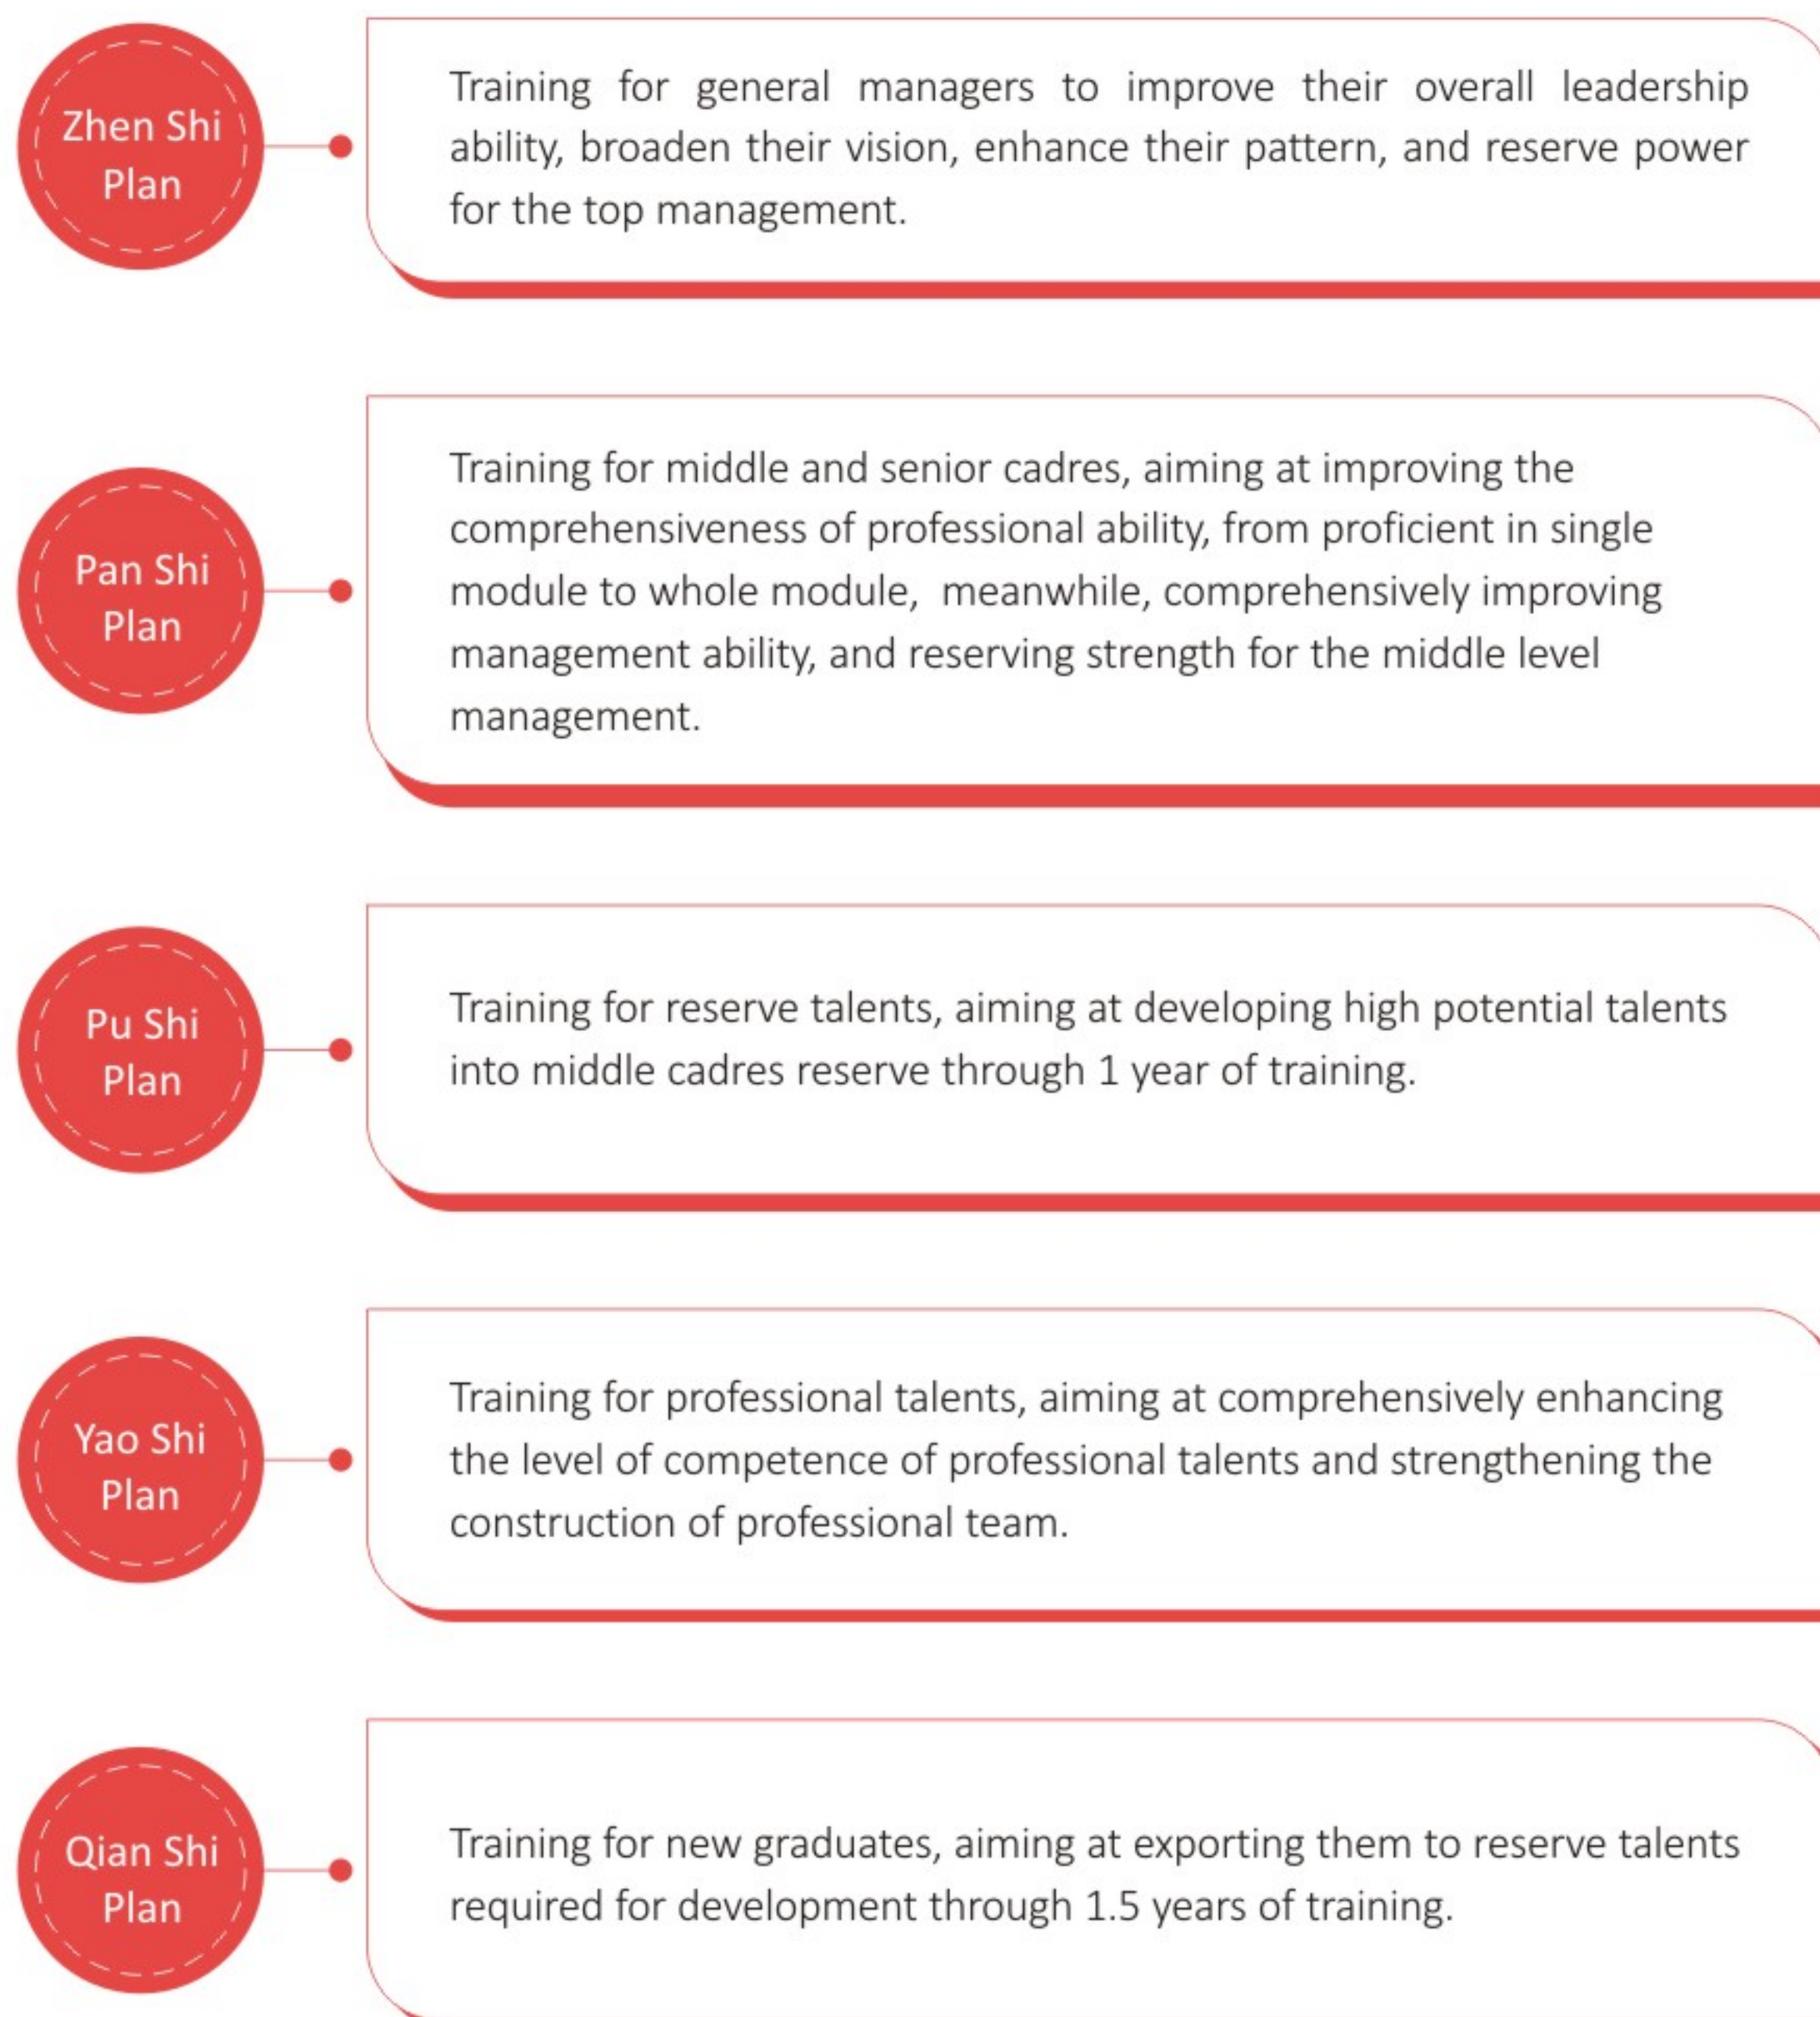 Zhen Shi
Plan
Training for general managers to improve their overall leadership
ability, broaden their vision, enhance their pattern, and reserve power
for the top management.
Pan Shi
Plan
Training for middle and senior cadres, aiming at improving the
comprehensiveness of professional ability, from proficient in single
module to whole module, meanwhile, comprehensively improving
management ability, and reserving strength for the middle level
management.
Pu Shi
Plan
Training for reserve talents, aiming at developing high potential talents
into middle cadres reserve through 1 year of training.
Yao Shi
Plan
Training for professional talents, aiming at comprehensively enhancing
the level of competence of professional talents and strengthening the
construction of professional team.
Qian Shi
Plan
Training for new graduates, aiming at exporting them to reserve talents
required for development through 1.5 years of training.